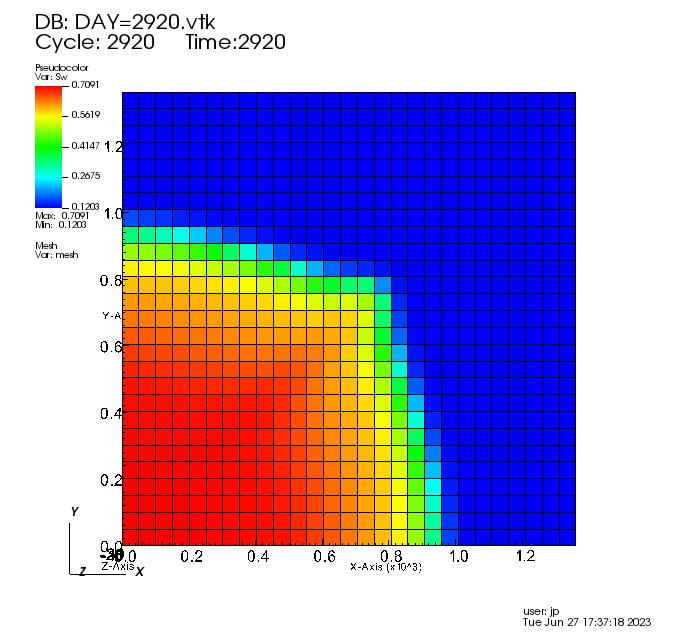 DB: DAY=2920.vtk
Cycle: 2920 Time:2920
Pseudocolor
Var: Sw
0.7091
0.5619
0.4147
0.2675
0.1203
Max: 0.7091
Min: 0.1203
Mesh
Var: mesh
1.2
1.0
0.8
Y-A
0.6
0.4
0.2
0.0
0.0 0.2 0.4 0.6 0.8 1.0 1.2
Z-Axis
X-Axis (x10^3)
Y
Z X
user: jp
Tue Jun 27 17:37:18 2023